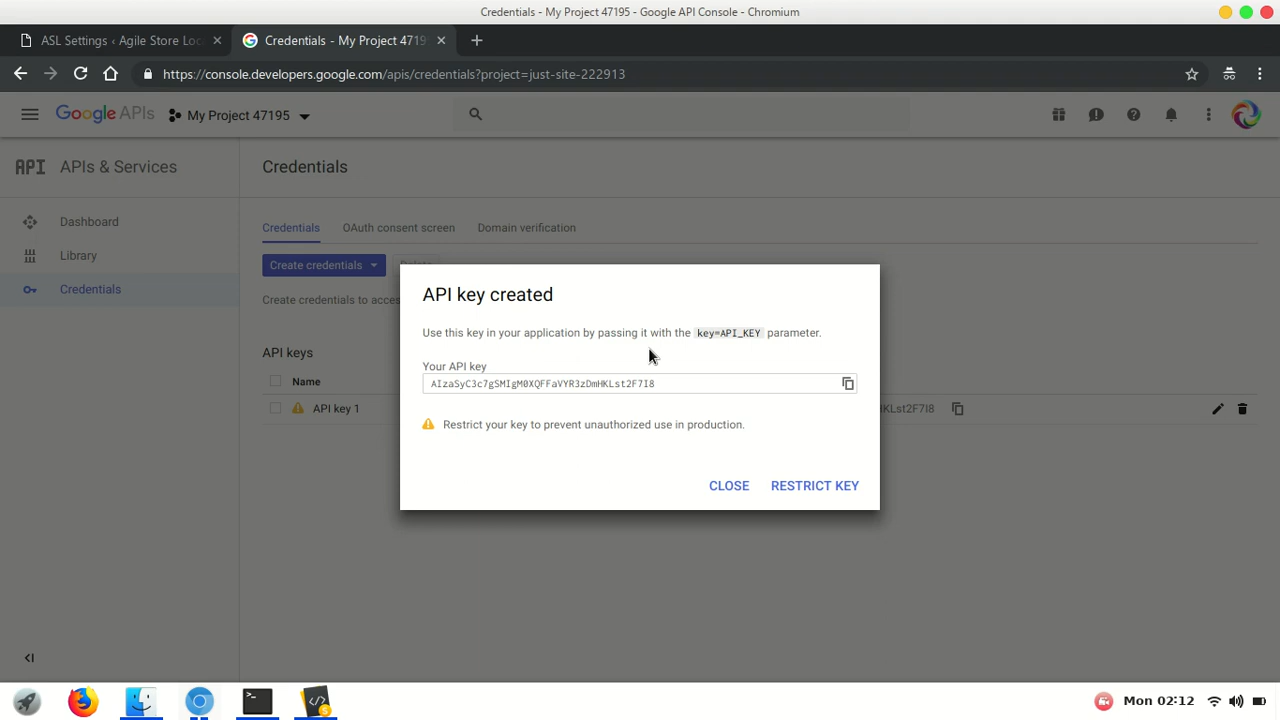 Credentials - My Project 47195 - Google API Console - Chromium
ASL Settings ‹ Agile Store Loc
Credentials - My Project 4719
https://console.developers.google.com/apis/credentials?project=just-site-222913
Google APIs
My Project 47195
API APIs & Services
Credentials
Dashboard
Library
Credentials
Credentials
OAuth consent screen
Domain verification
Create credentials
Delete
Create credentials to acces
API keys
Name
API key 1
HKLst2F7I8
API key created
Use this key in your application by passing it with the key=API_KEY parameter.
Your API key
AIzaSyC3c7gSMIgM0XQFFaVYR3zDmHKLst2F7I8
Restrict your key to prevent unauthorized use in production.
CLOSE
RESTRICT KEY
Mon 02:12